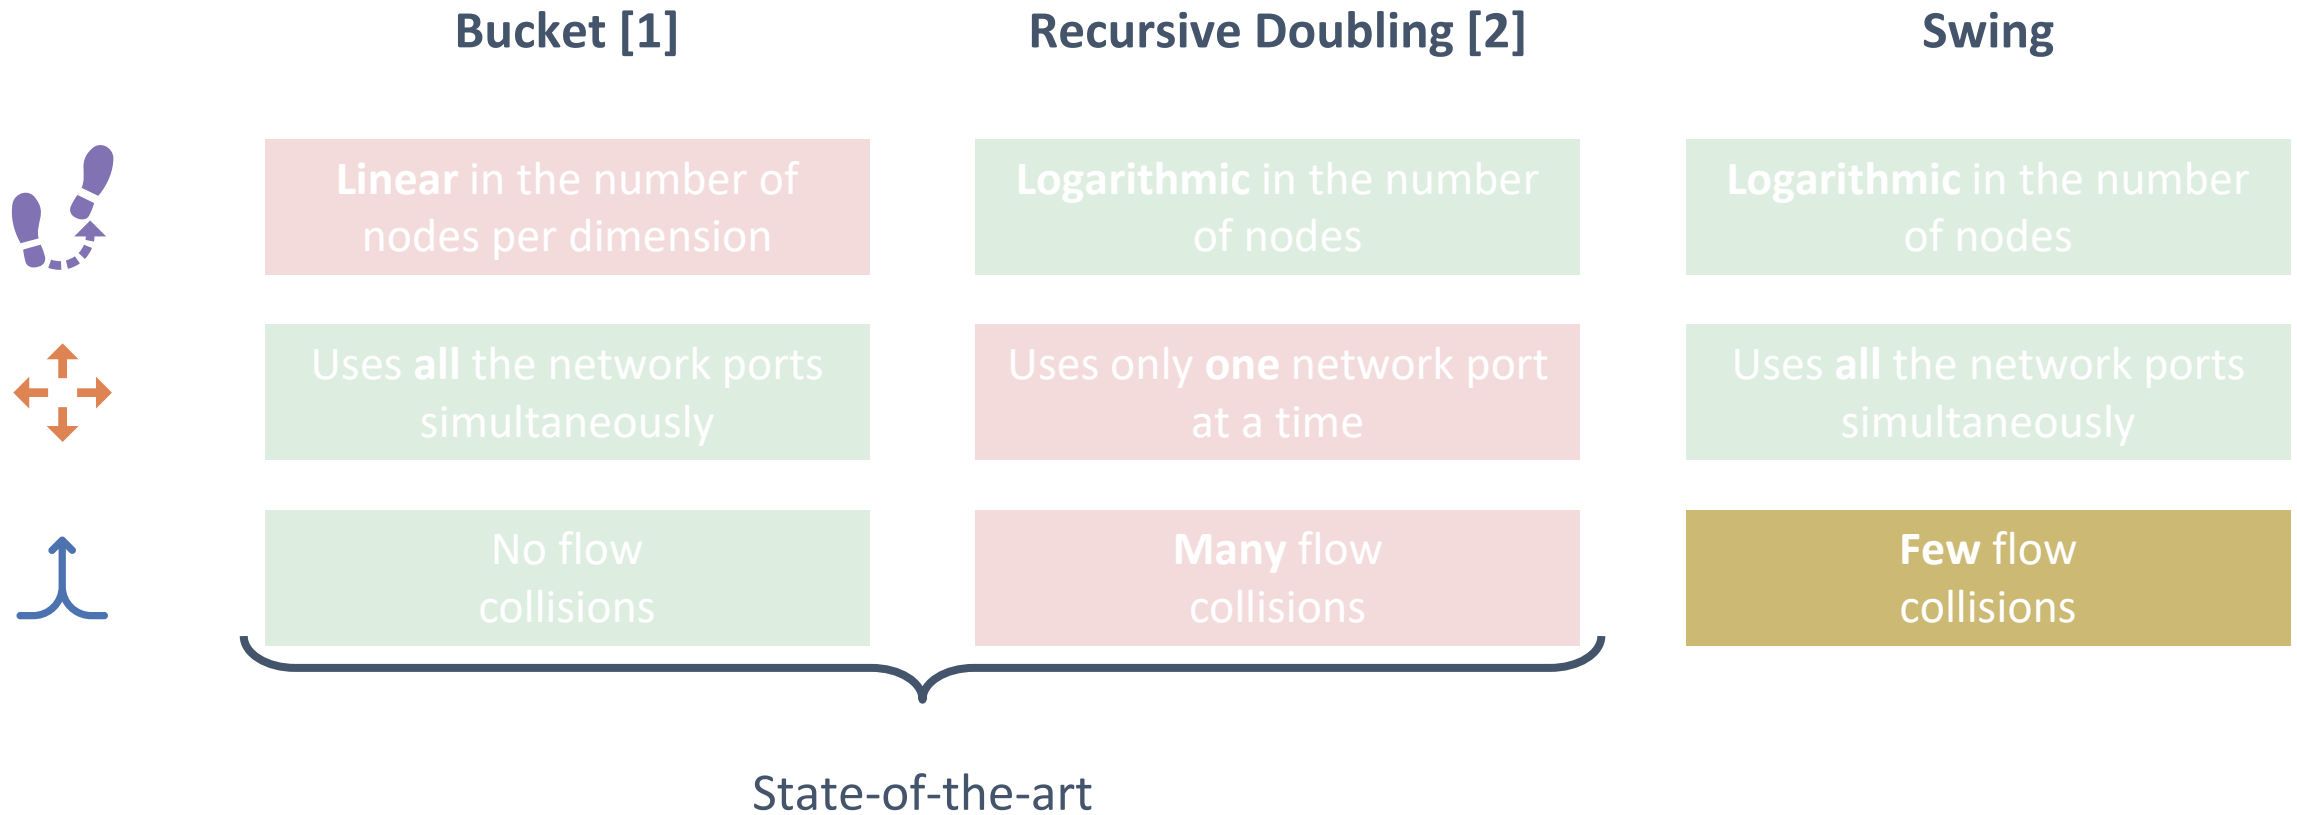 Bucket [1]
Recursive Doubling [2]
Swing
Linear in the number of
nodes per dimension
Logarithmic in the number
of nodes
Logarithmic in the number
of nodes
Uses all the network ports
simultaneously
Uses only one network port
at a time
Uses all the network ports
simultaneously
No flow
collisions
Many flow
collisions
Few flow
collisions
State-of-the-art